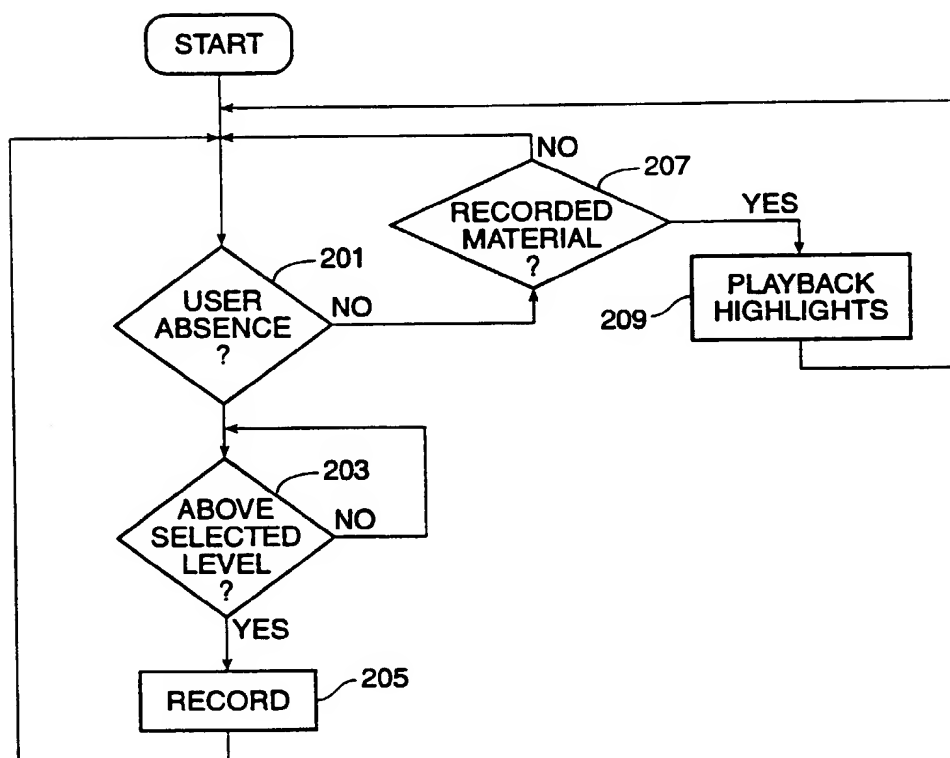 START
NO
207
RECORDED
MATERIAL
?
YES
201
USER
ABSENCE
?
NO
PLAYBACK
HIGHLIGHTS
209
203
ABOVE
SELECTED
LEVEL
?
NO
YES
RECORD
205